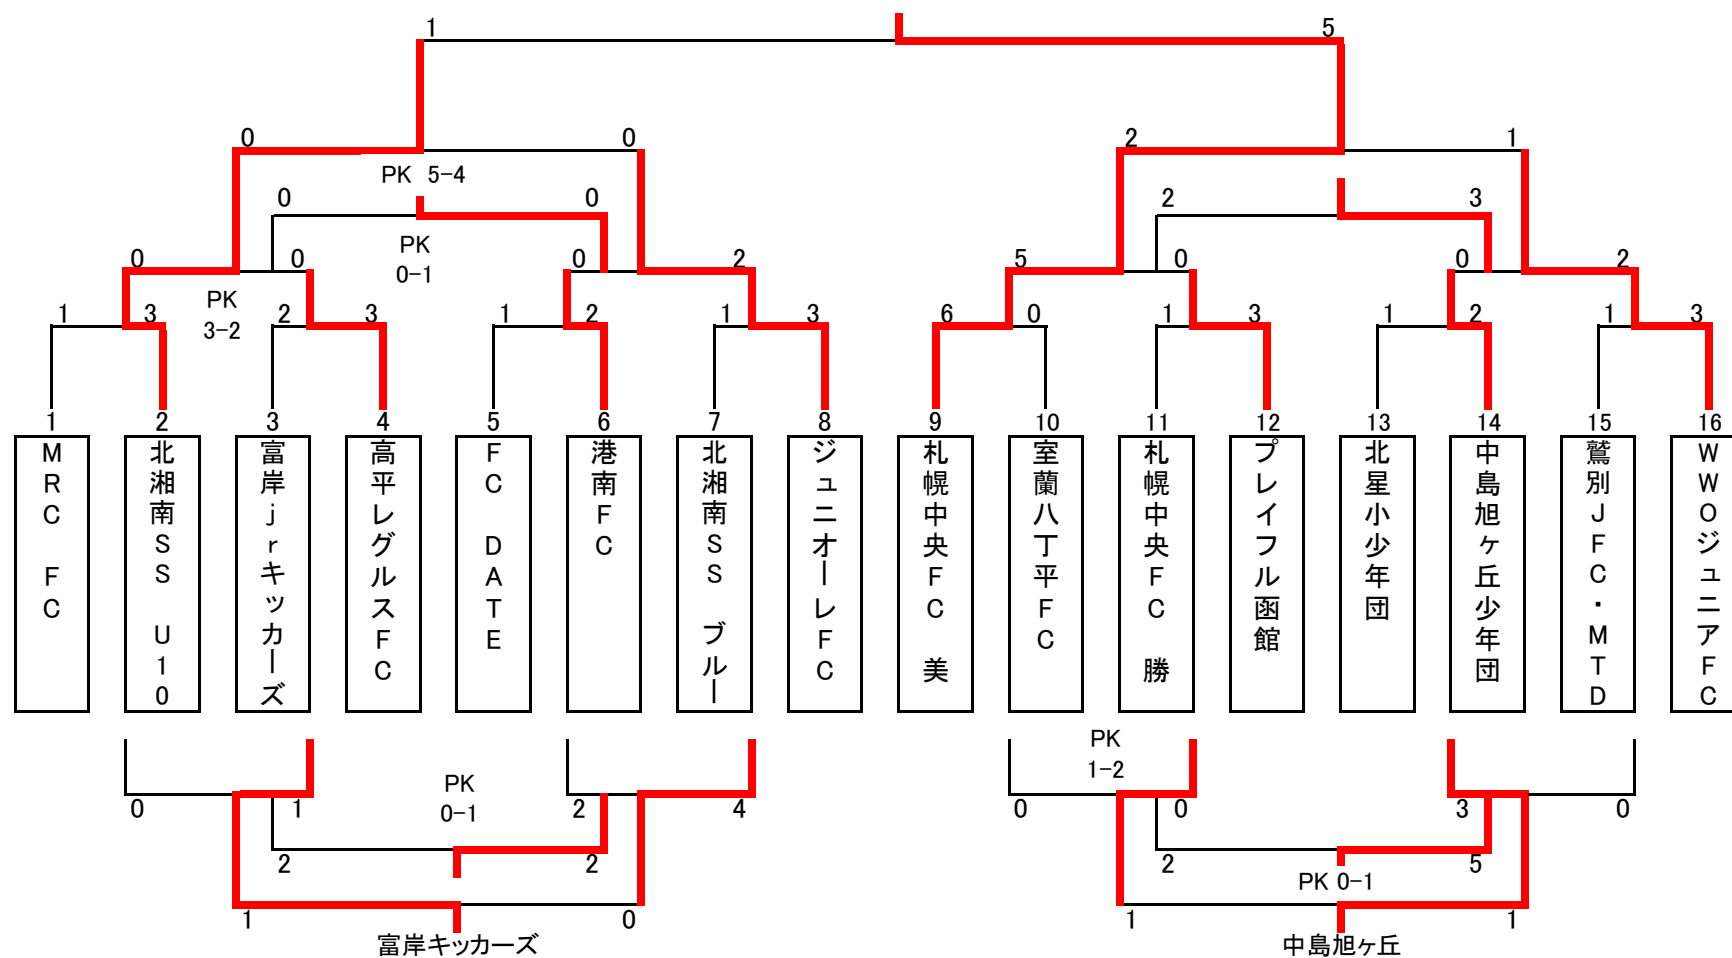 1 5
0 0 2 1
PK 5-4
0 0 2 3
PK
0-1
0 0 0 2 5 0 0 2
PK
3-2
1 3 2 3 1 2 1 3 6 0 1 3 1 2 1 3
1 2 3 4 5 6 7 8 9 10 11 12 13 14 15 16
MRC FC
北湘南SS U10
富岸jrキッカーズ
高平レグルスFC
FC DATE
港南FC
北湘南SS ブルー
ジュニオーレFC
札幌中央FC 美
室蘭八丁平FC
札幌中央FC 勝
プレイフル函館
北星小少年団
中島旭ヶ丘少年団
鷲別JFC・MTD
WWOジュニアFC
PK
1-2
PK
0-1
0 1 2 4 0 0 3 0
2 2 2 5
PK 0-1
1 0 1 1
富岸キッカーズ 中島旭ヶ丘